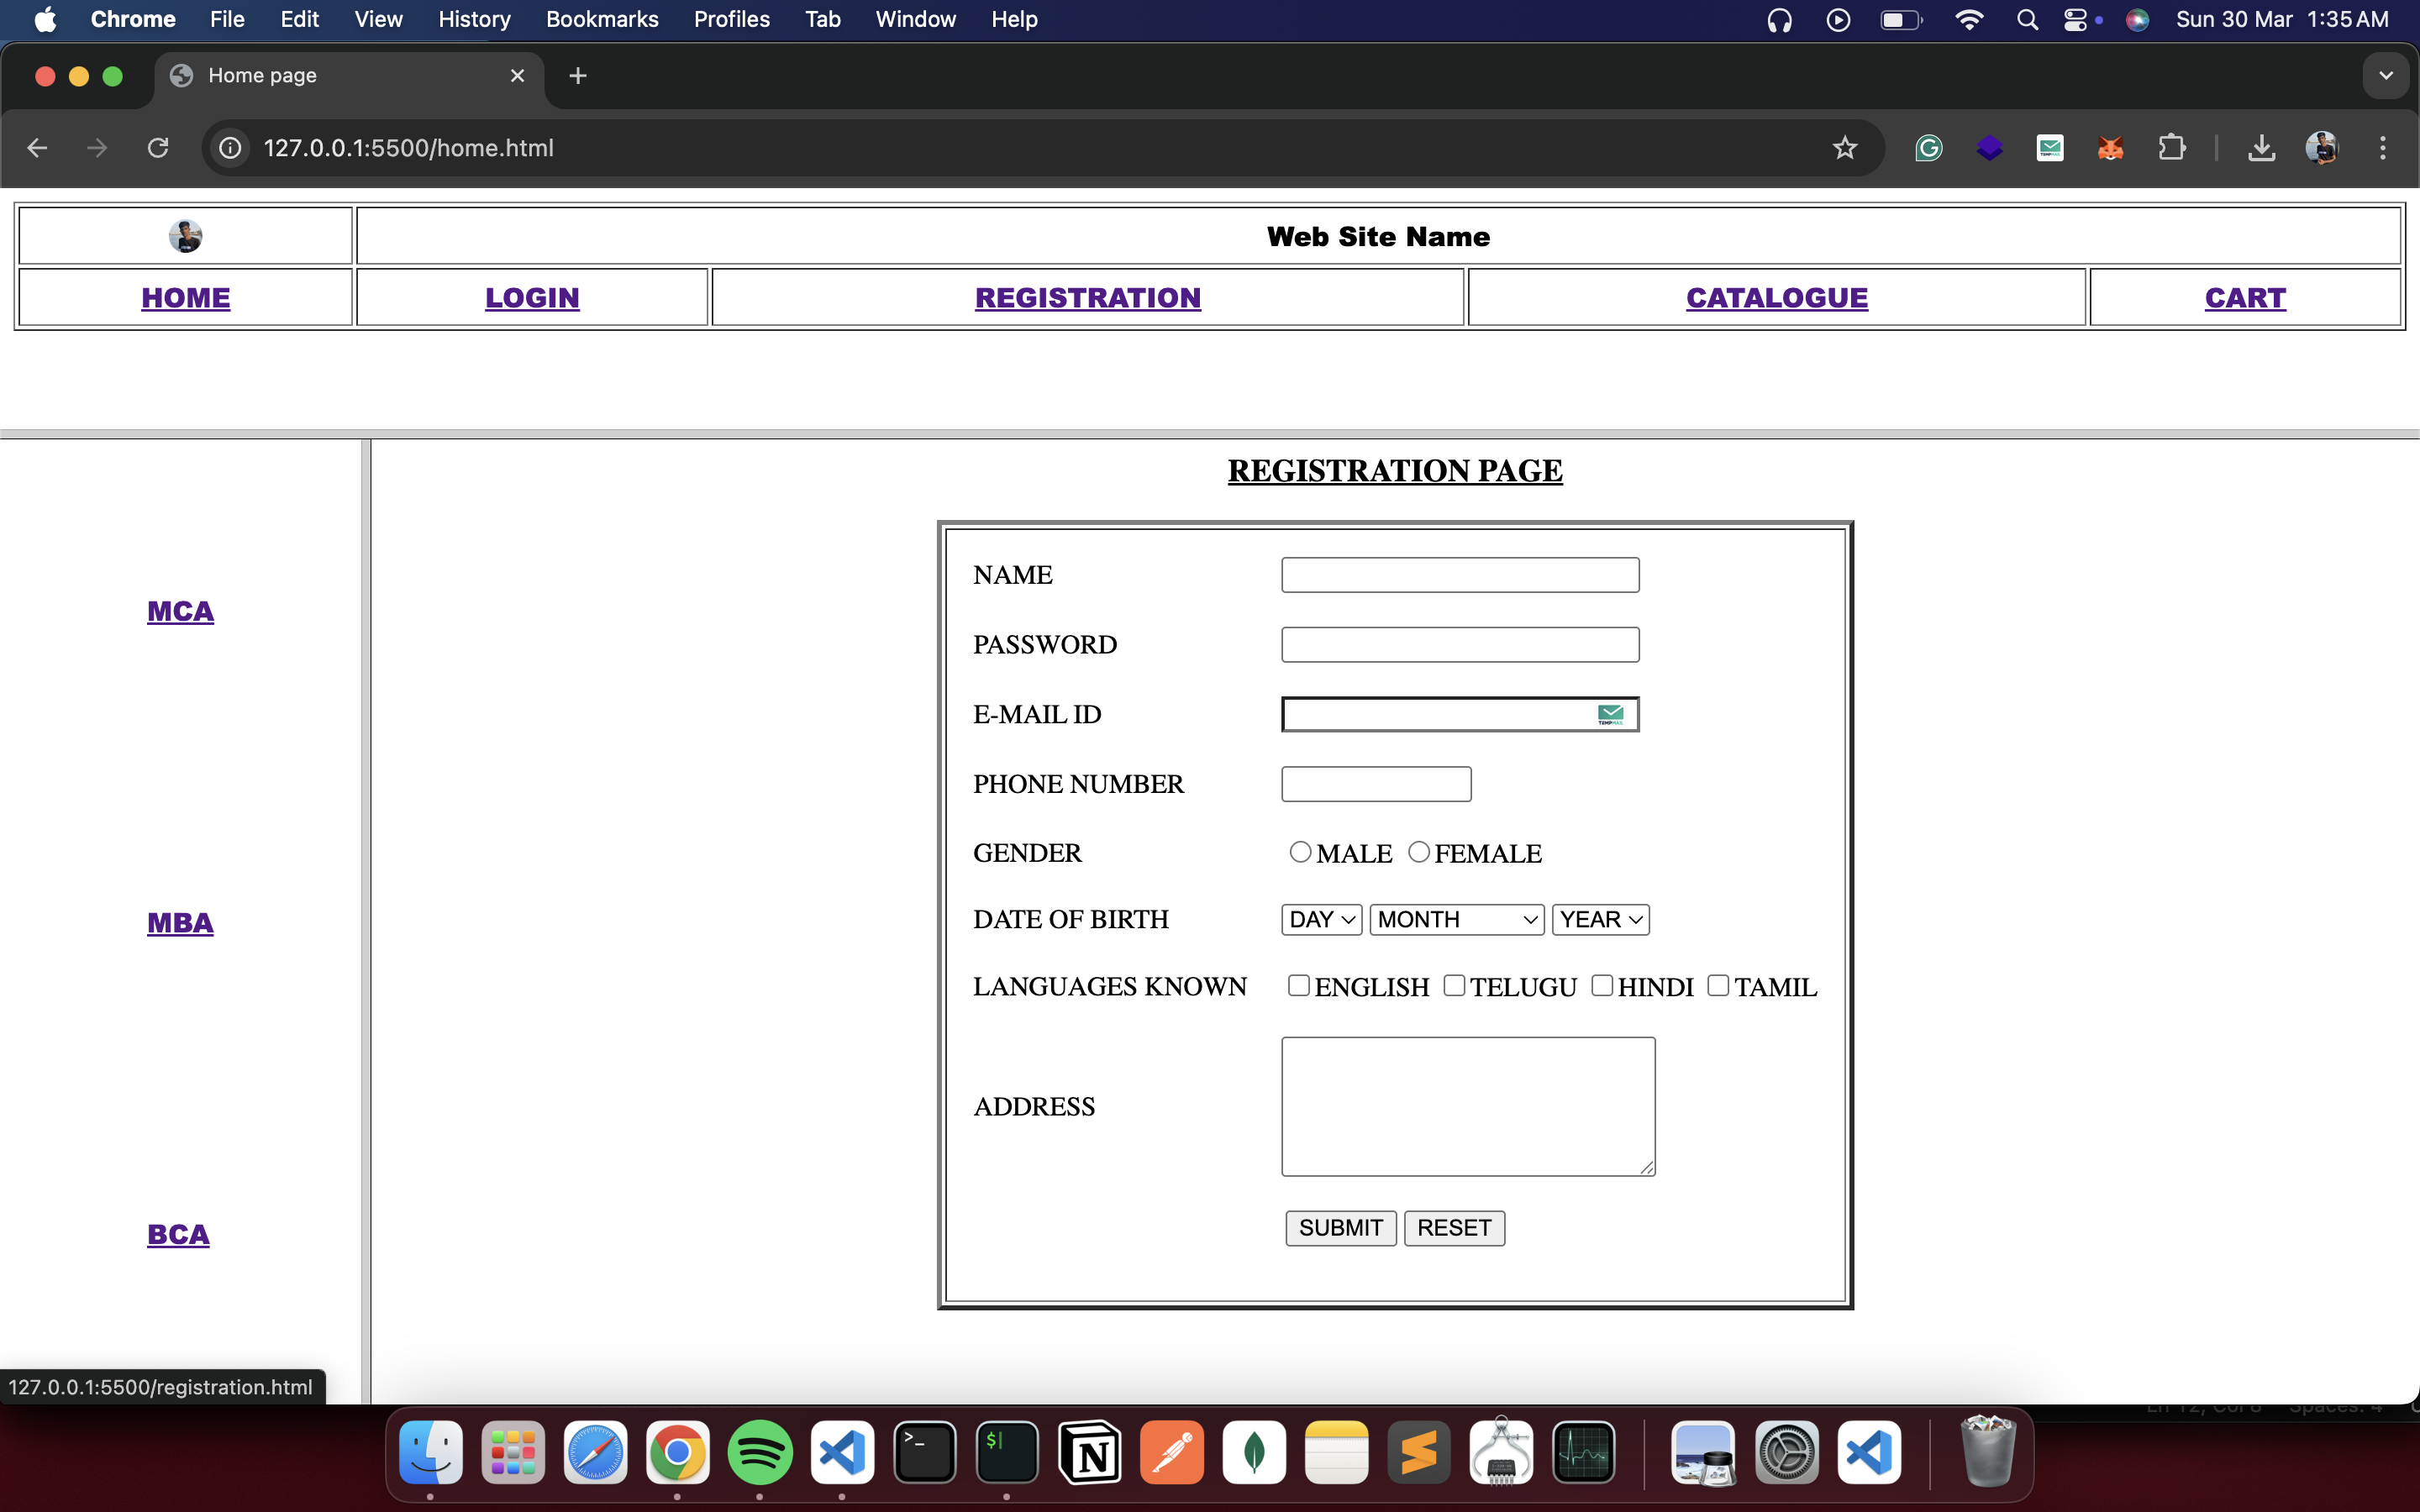 Chrome File Edit View History Bookmarks Profiles Tab Window Help Sun 30 Mar 1:35 AM
Home page
127.0.0.1:5500/home.html
Web Site Name
HOME LOGIN REGISTRATION CATALOGUE CART
REGISTRATION PAGE
NAME
MCA
PASSWORD
E-MAIL ID
PHONE NUMBER
GENDER MALE FEMALE
MBA
DATE OF BIRTH DAY MONTH YEAR
LANGUAGES KNOWN ENGLISH TELUGU HINDI TAMIL
ADDRESS
BCA
SUBMIT RESET
127.0.0.1:5500/registration.html